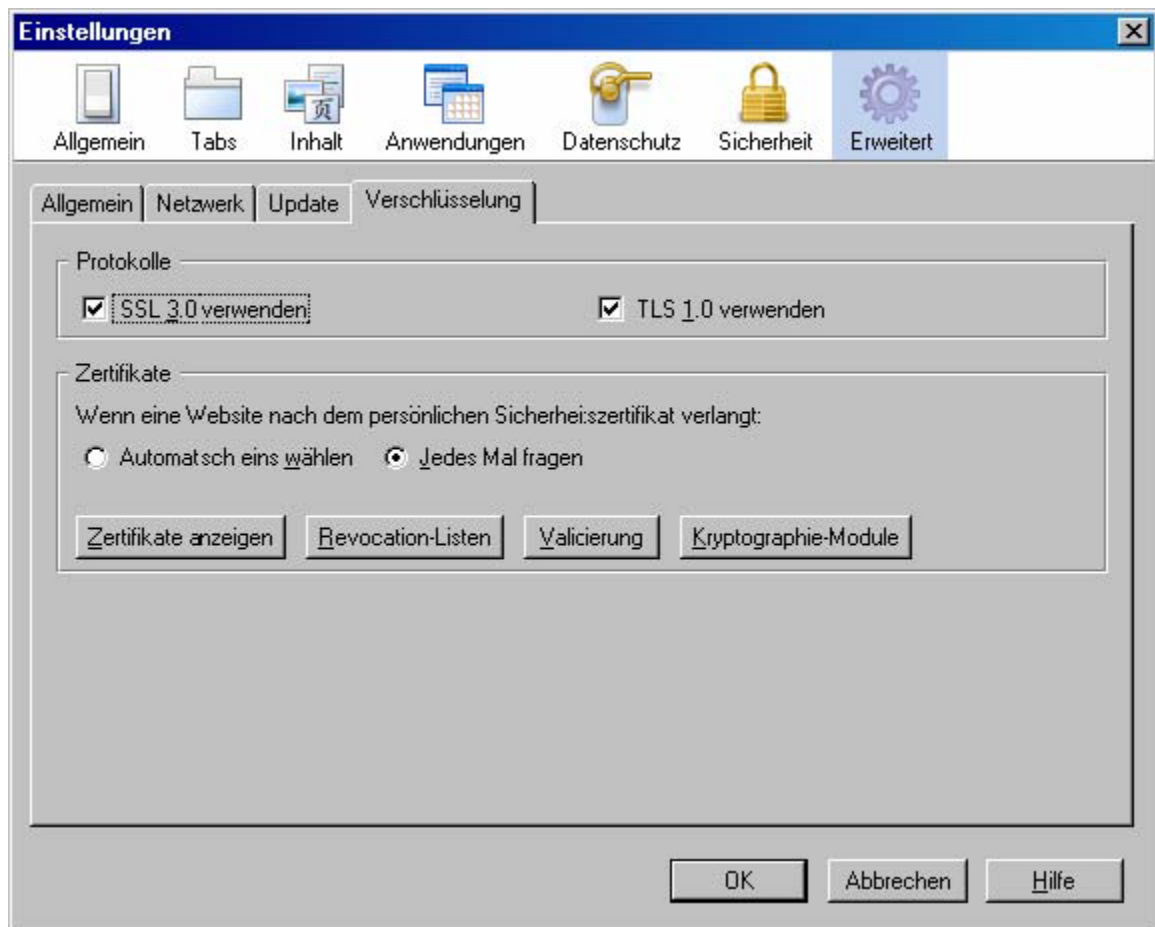 Einstellungen
Allgemein Tabs Inhalt Anwendungen Datenschutz Sicherheit Erweitert
页
Allgemein Netzwerk Update Verschlüsselung
Protokolle
SSL 3.0 verwenden TLS 1.0 verwenden
Zertifikate
Wenn eine Website nach dem persönlichen Sicherheiszertifikat verlangt:
Automatsch eins wählen Jedes Mal fragen
Zertifikate anzeigen Revocation-Listen Valicierung Kryptographie-Module
OK Abbrechen Hilfe